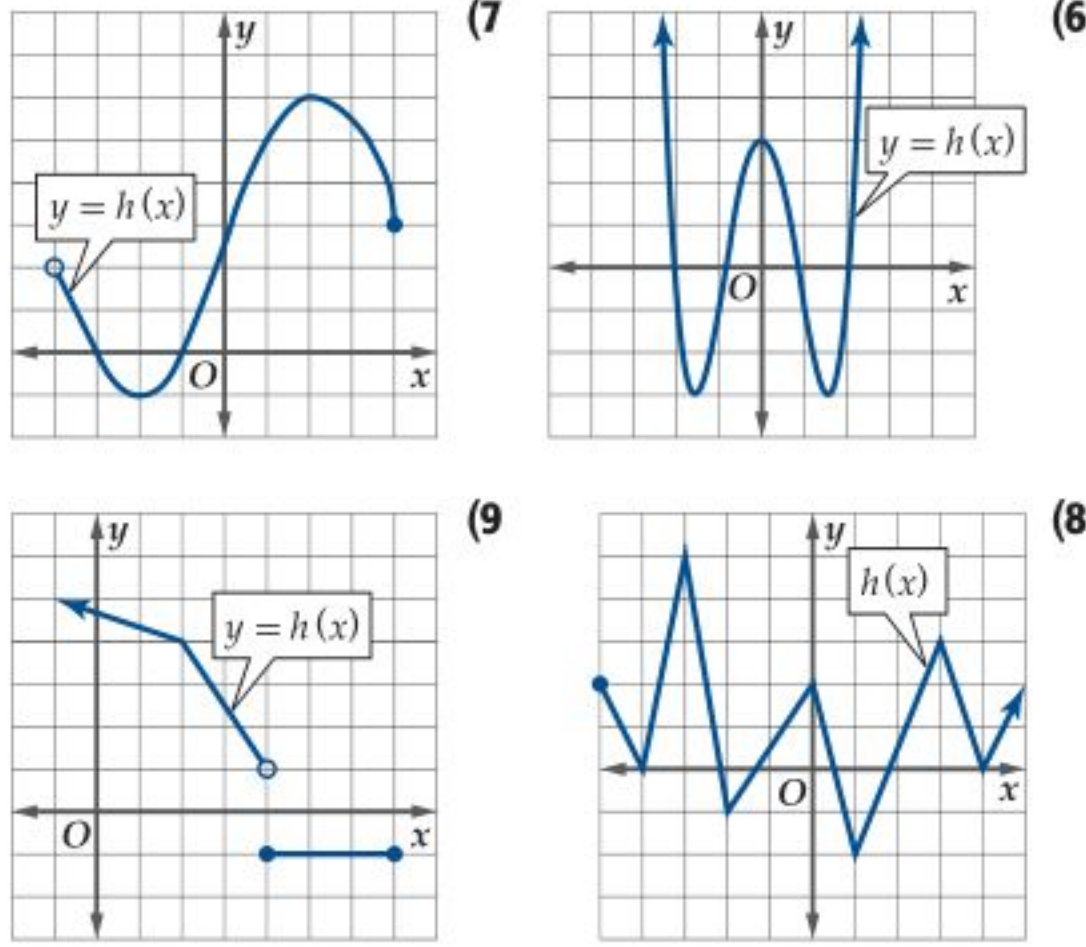 (6
y
y = h(x)
O
x
(7
y
y = h(x)
O
x
(8
y
h(x)
O
x
(9
y
y = h(x)
O
x